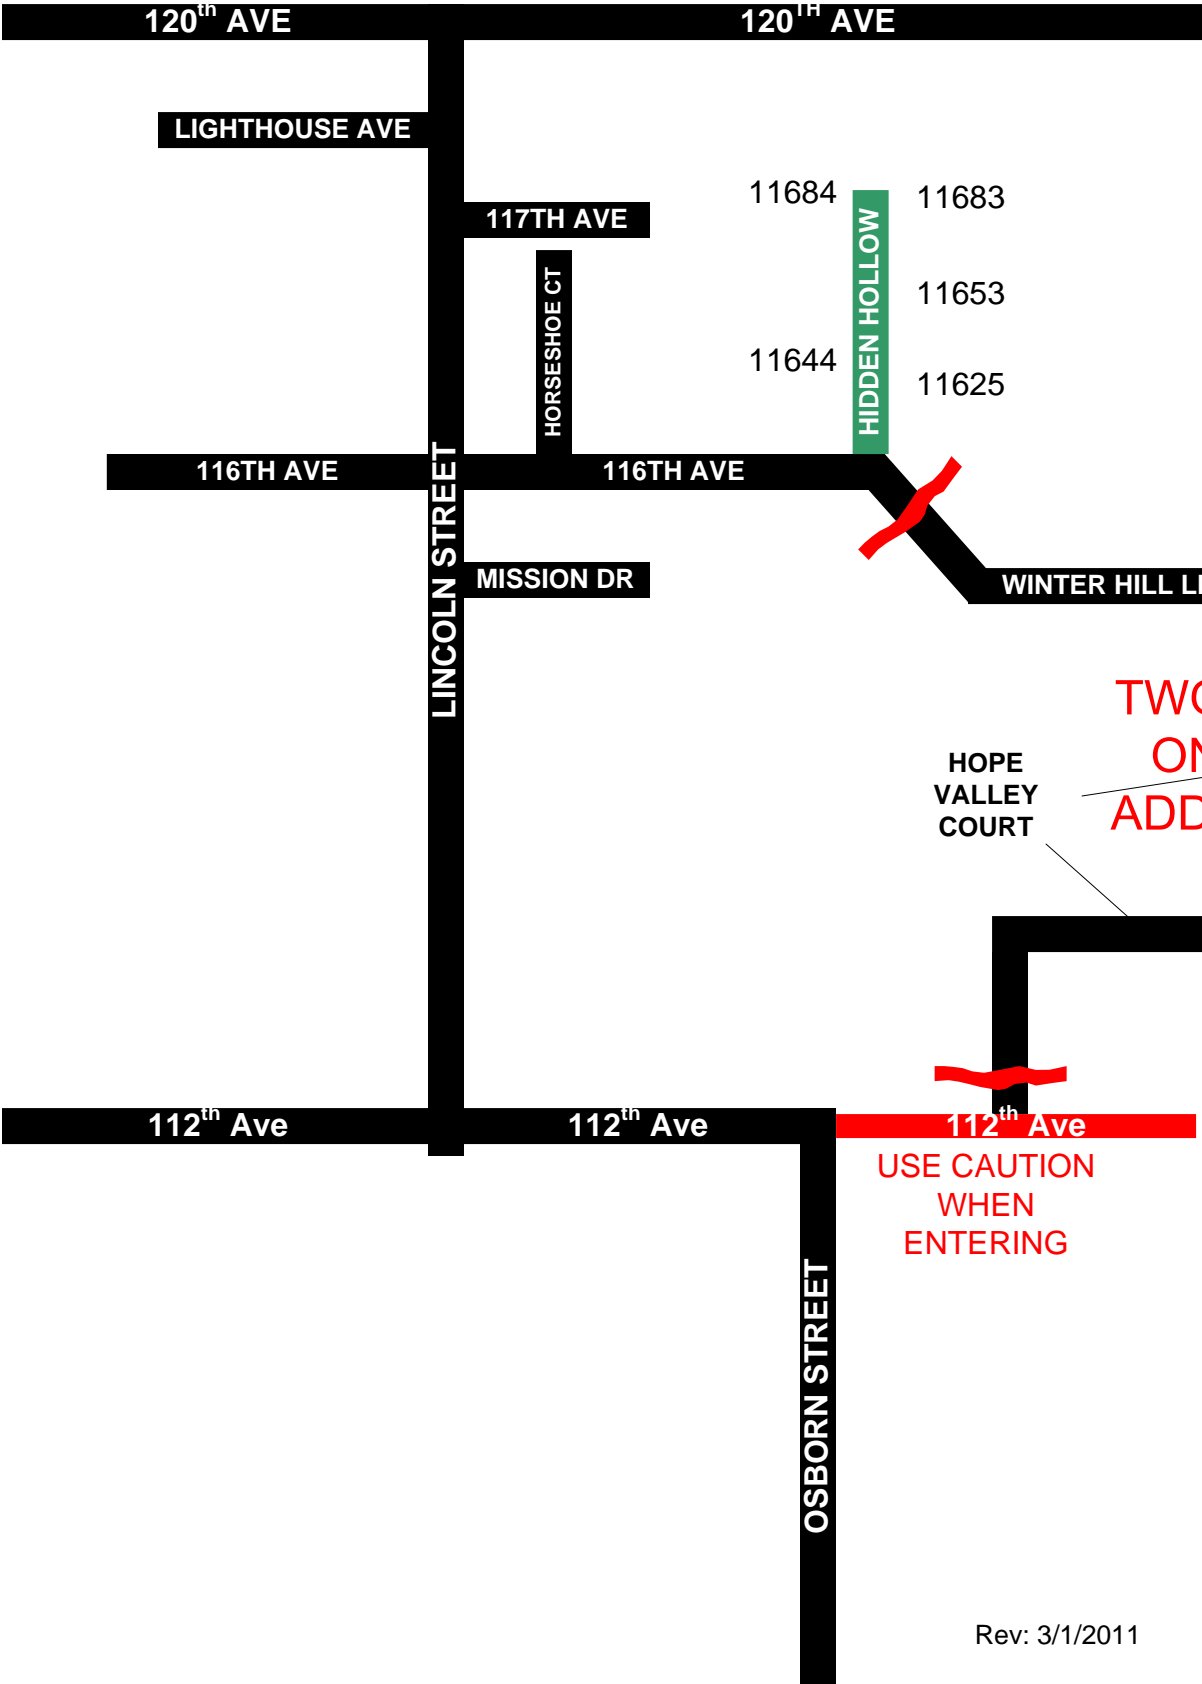 120th AVE
120TH AVE
LIGHTHOUSE AVE
117TH AVE
11684
11683
HIDDEN HOLLOW
11653
11644
11625
HORSESHOE CT
116TH AVE
116TH AVE
LINCOLN STREET
MISSION DR
WINTER HILL
HOPE
VALLEY
COURT
112th Ave
112th Ave
112th Ave
USE CAUTION
WHEN
ENTERING
OSBORN STREET
Rev: 3/1/2011